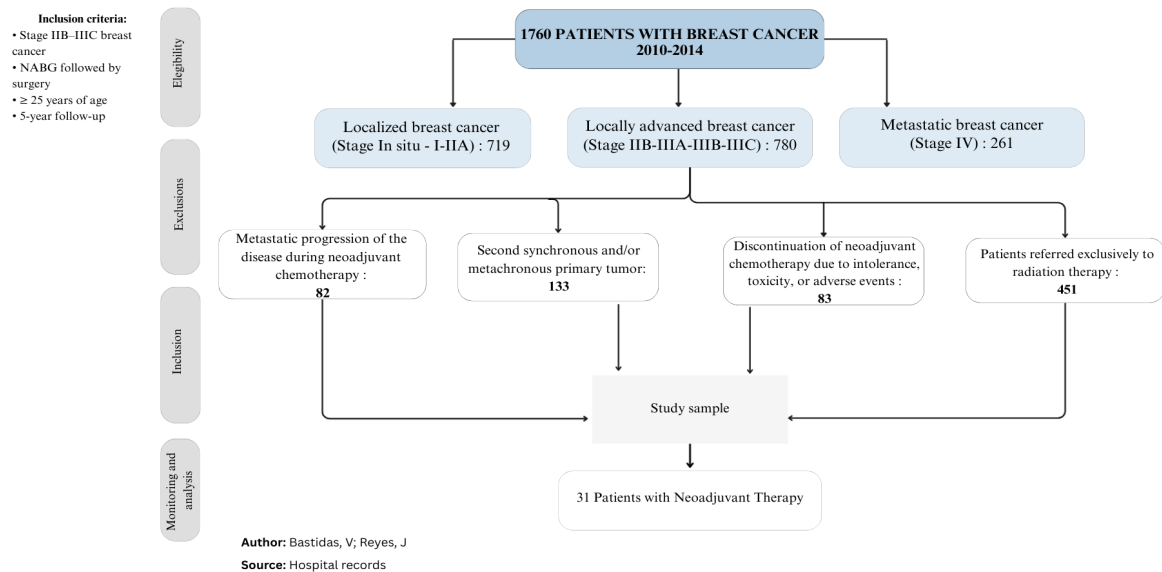 Inclusion criteria:
• Stage IIB–IIIC breast
cancer
• NABG followed by
surgery
• ≥ 25 years of age
• 5-year follow-up
Elegibility
1760 PATIENTS WITH BREAST CANCER
2010-2014
Localized breast cancer
(Stage In situ - I-IIA) : 719
Locally advanced breast cancer
(Stage IIB-IIIA-IIIB-IIIC) : 780
Metastatic breast cancer
(Stage IV) : 261
Exclusions
Metastatic progression of the
disease during neoadjuvant
chemotherapy :
82
Second synchronous and/or
metachronous primary tumor:
133
Discontinuation of neoadjuvant
chemotherapy due to intolerance,
toxicity, or adverse events :
83
Patients referred exclusively to
radiation therapy :
451
Inclusion
Study sample
Monitoring and
analysis
31 Patients with Neoadjuvant Therapy
Author: Bastidas, V; Reyes, J
Source: Hospital records